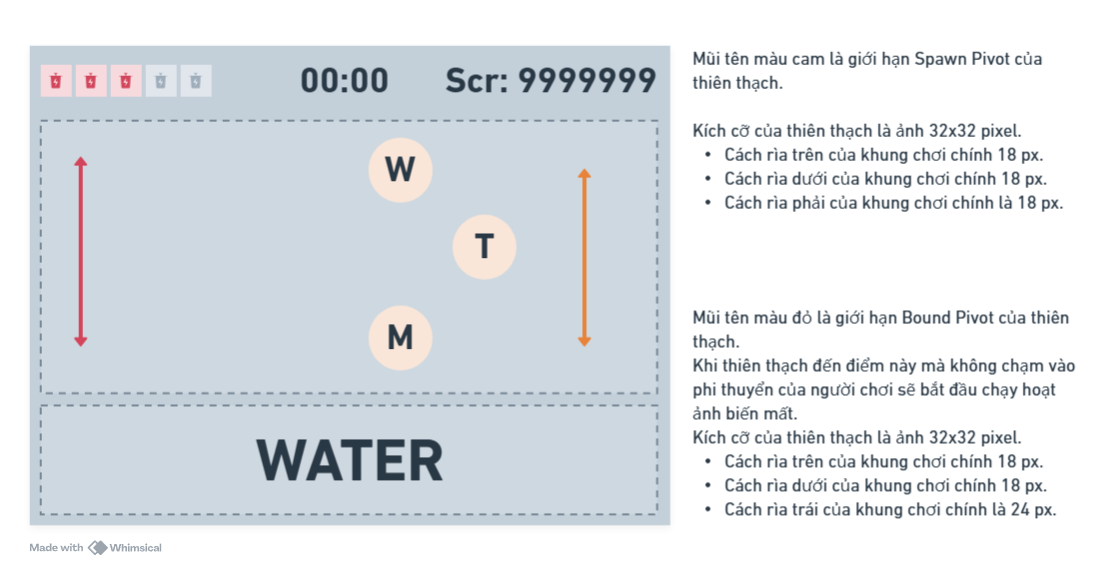 00:00
Scr: 9999999
W
T
M
WATER
Mũi tên màu cam là giới hạn Spawn Pivot của
thiên thạch.
Kích cỡ của thiên thạch là ảnh 32x32 pixel.
• Cách rìa trên của khung chơi chính 18 px.
• Cách rìa dưới của khung chơi chính 18 px.
• Cách rìa phải của khung chơi chính là 18 px.
Mũi tên màu đỏ là giới hạn Bound Pivot của thiên
thạch.
Khi thiên thạch đến điểm này mà không chạm vào
phi thuyển của người chơi sẽ bắt đầu chạy hoạt
ảnh biến mất.
Kích cỡ của thiên thạch là ảnh 32x32 pixel.
• Cách rìa trên của khung chơi chính 18 px.
• Cách rìa dưới của khung chơi chính 18 px.
• Cách rìa trái của khung chơi chính là 24 px.
Made with Whimsical